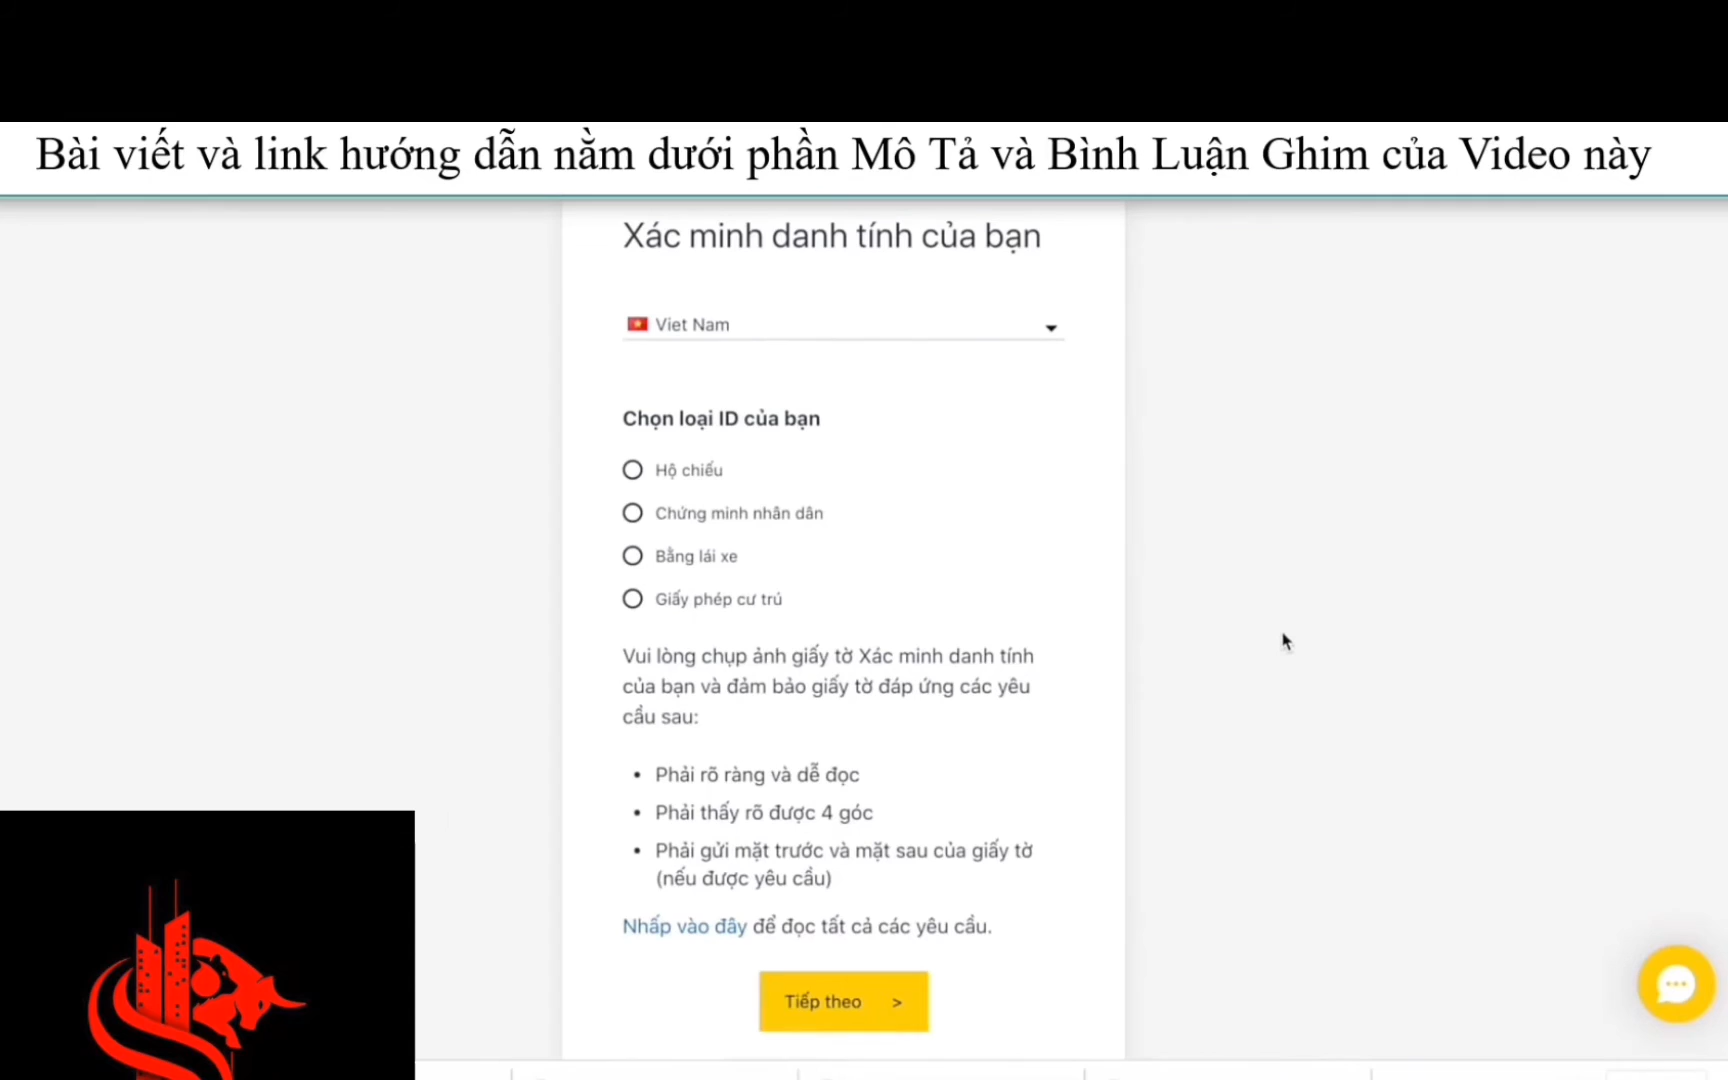 Bài viết và link hướng dẫn nằm dưới phần Mô Tả và Bình Luận Ghim của Video này
Xác minh danh tính của bạn
Viet Nam
Chọn loại ID của bạn
Hộ chiếu
Chứng minh nhân dân
Bằng lái xe
Giấy phép cư trú
Vui lòng chụp ảnh giấy tờ Xác minh danh tính
của bạn và đảm bảo giấy tờ đáp ứng các yêu
cầu sau:
• Phải rõ ràng và dễ đọc
• Phải thấy rõ được 4 góc
• Phải gửi mặt trước và mặt sau của giấy tờ
(nếu được yêu cầu)
Nhấp vào đây để đọc tất cả các yêu cầu.
Tiếp theo >